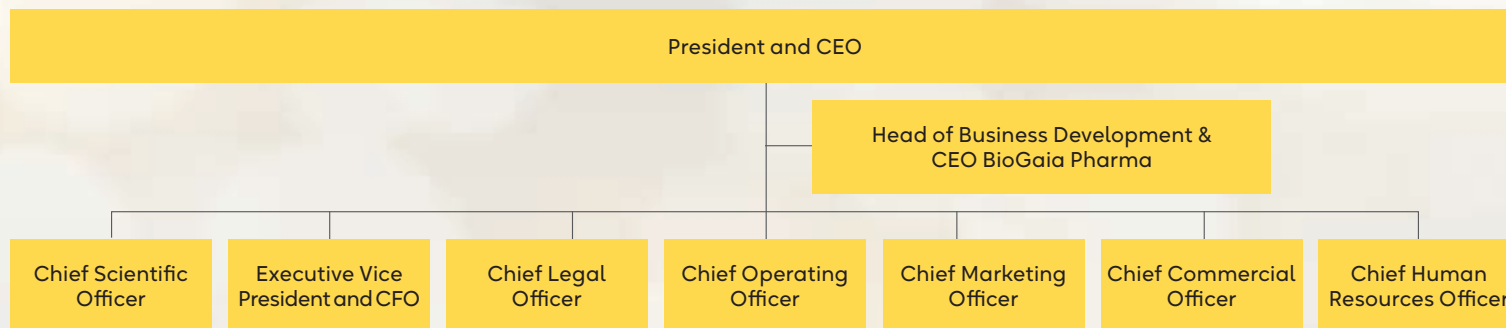 President and CEO
Head of Business Development &
CEO BioGaia Pharma
Chief Scientific
Officer
Executive Vice
President and CFO
Chief Legal
Officer
Chief Operating
Officer
Chief Marketing
Officer
Chief Commercial
Officer
Chief Human
Resources Officer